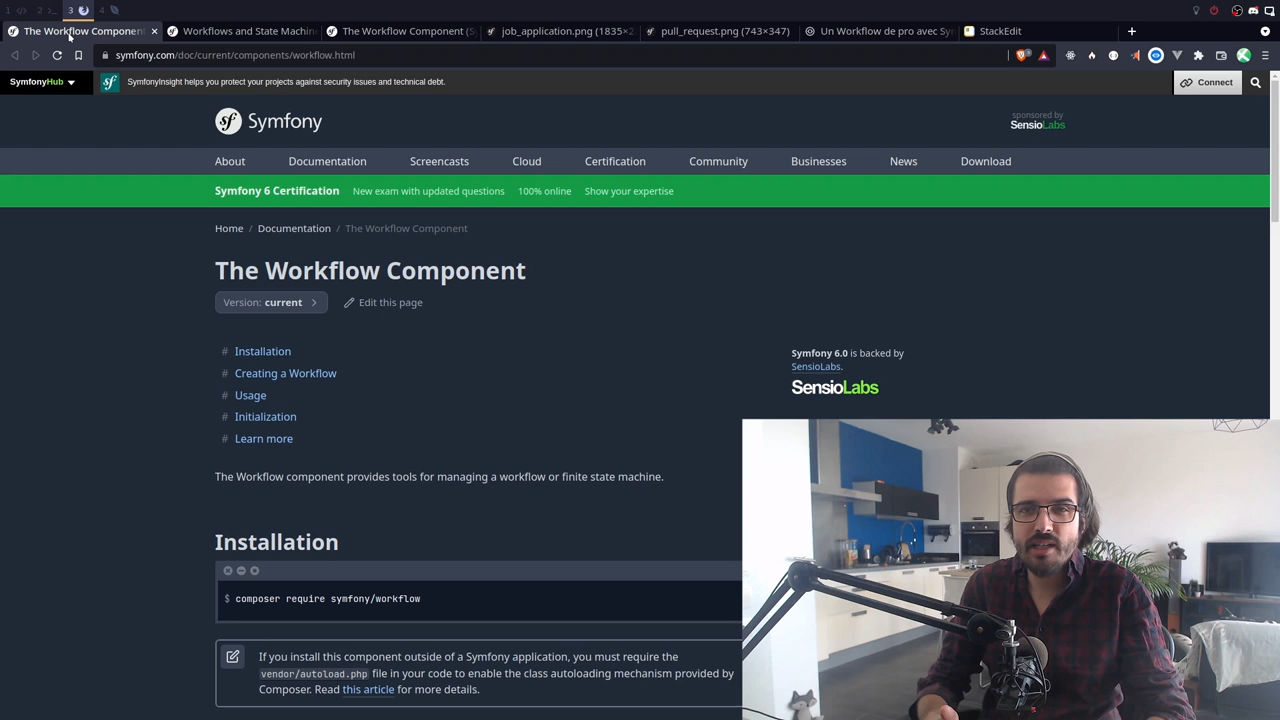 1 2 3 4
The Workflow Componen
Workflows and State Machin
The Workflow Component (S
job_application.png (1835×2
pull_request.png (743×347)
Un Workflow de pro avec Sy
StackEdit
symfony.com/doc/current/components/workflow.html
SymfonyHub
SymfonyInsight helps you protect your projects against security issues and technical debt.
Connect
Symfony
sponsored by
SensioLabs
About Documentation Screencasts Cloud Certification Community Businesses News Download
Symfony 6 Certification New exam with updated questions 100% online Show your expertise
Home / Documentation / The Workflow Component
The Workflow Component
Version: current
Edit this page
# Installation
# Creating a Workflow
# Usage
# Initialization
# Learn more
Symfony 6.0 is backed by
SensioLabs.
SensioLabs
The Workflow component provides tools for managing a workflow or finite state machine.
Installation
$ composer require symfony/workflow
If you install this component outside of a Symfony application, you must require the
vendor/autoload.php file in your code to enable the class autoloading mechanism provided by
Composer. Read this article for more details.